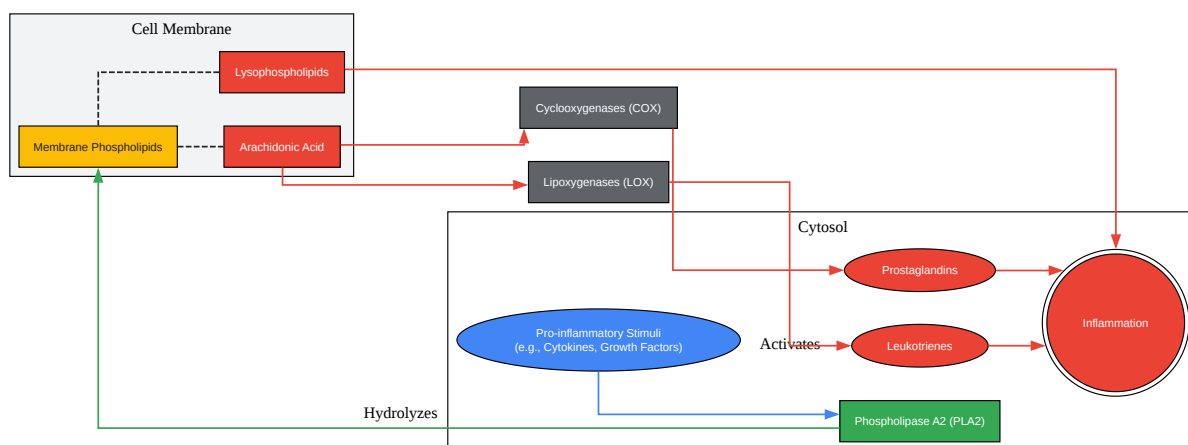 Cell Membrane
Lysophospholipids
Cyclooxygenases (COX)
Membrane Phospholipids
Arachidonic Acid
Lipoxygenases (LOX)
Cytosol
Prostaglandins
Pro-inflammatory Stimuli
(e.g., Cytokines, Growth Factors)
Activates
Leukotrienes
Inflammation
Hydrolyzes
Phospholipase A2 (PLA2)